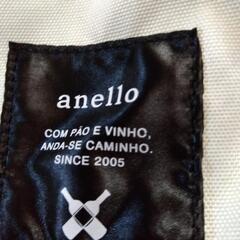 anello
COM PÃO E VINHO,
ANDA-SE CAMINHO.
SINCE 2005